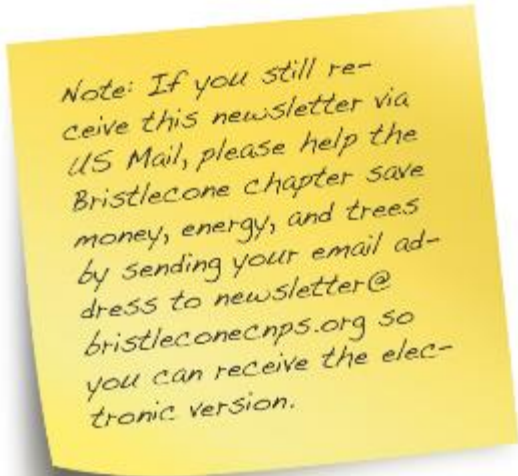 Note: If you still re-
ceive this newsletter via
US Mail, please help the
Bristlecone chapter save
money, energy, and trees
by sending your email ad-
dress to newsletter@
bristleconecnps.org so
you can receive the elec-
tronic version.